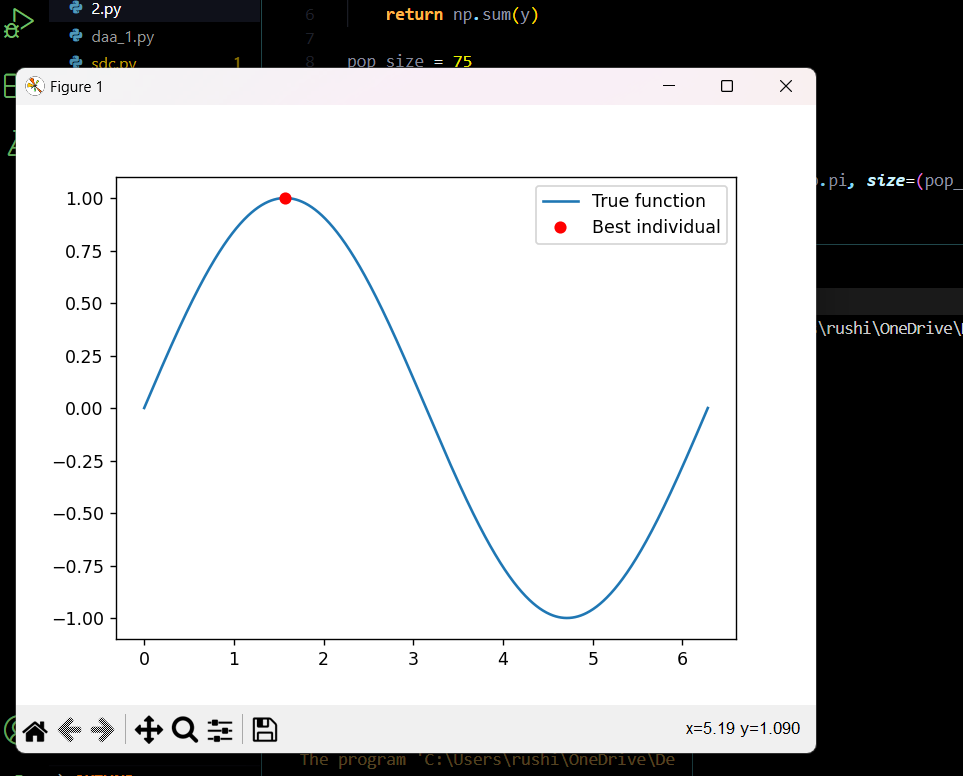 2.py
6 return np.sum(y)
daa_1.py
7
sdc.py 1
8 pop_size = 75
Figure 1
.pi, size=(pop_
\rushi\OneDrive\
True function
Best individual
1.00
0.75
0.50
0.25
0.00
−0.25
−0.50
−0.75
−1.00
0 1 2 3 4 5 6
x=5.19 y=1.090
The program 'C:\Users\rushi\OneDrive\De